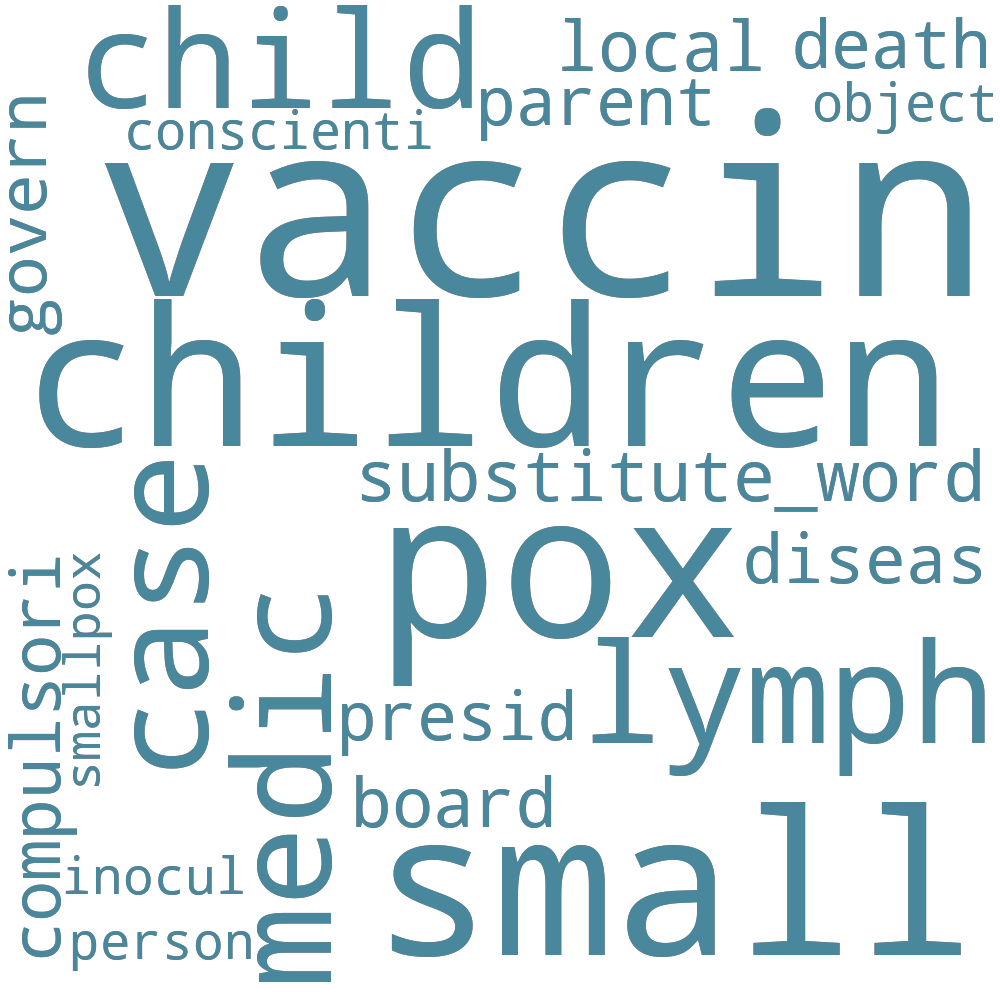 child
local
death
parent
object
conscienti
govern
vaccin
children
substitute_word
case
pox
diseas
compulsori
smallpox
medic
lymph
presid
board
small
inocul
person